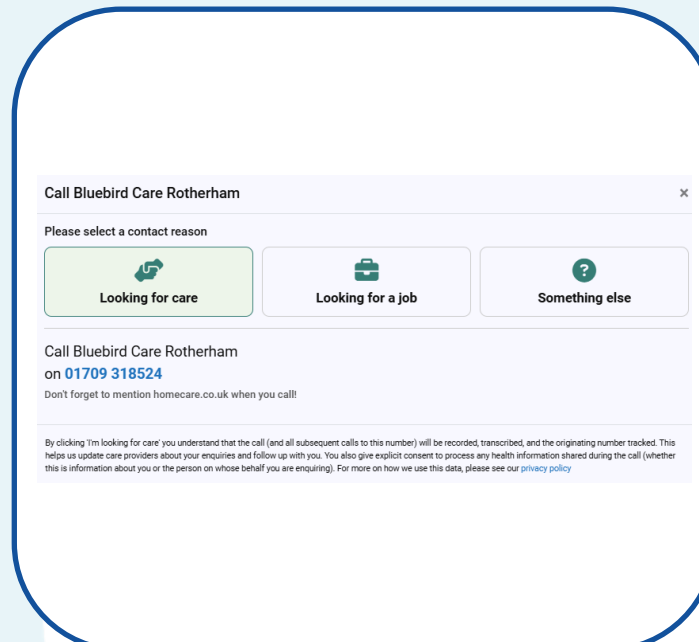 Call Bluebird Care Rotherham ×
Please select a contact reason
Looking for care Looking for a job Something else
Call Bluebird Care Rotherham
on 01709 318524
Don't forget to mention homecare.co.uk when you call!
By clicking 'I'm looking for care' you understand that the call (and all subsequent calls to this number) will be recorded, transcribed, and the originating number tracked. This
helps us update care providers about your enquiries and follow up with you. You also give explicit consent to process any health information shared during the call (whether
this is information about you or the person on whose behalf you are enquiring). For more on how we use this data, please see our privacy policy